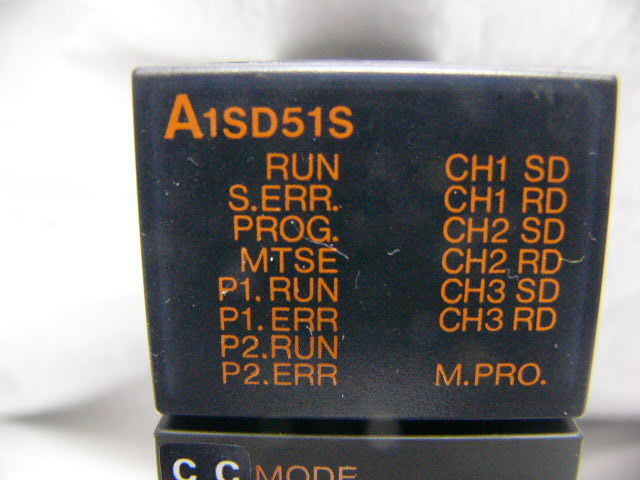 A1SD51S
RUN CH1 SD
S.ERR. CH1 RD
PROG. CH2 SD
MTSE CH2 RD
P1.RUN CH3 SD
P1.ERR CH3 RD
P2.RUN
P2.ERR M.PRO.
C C MODE